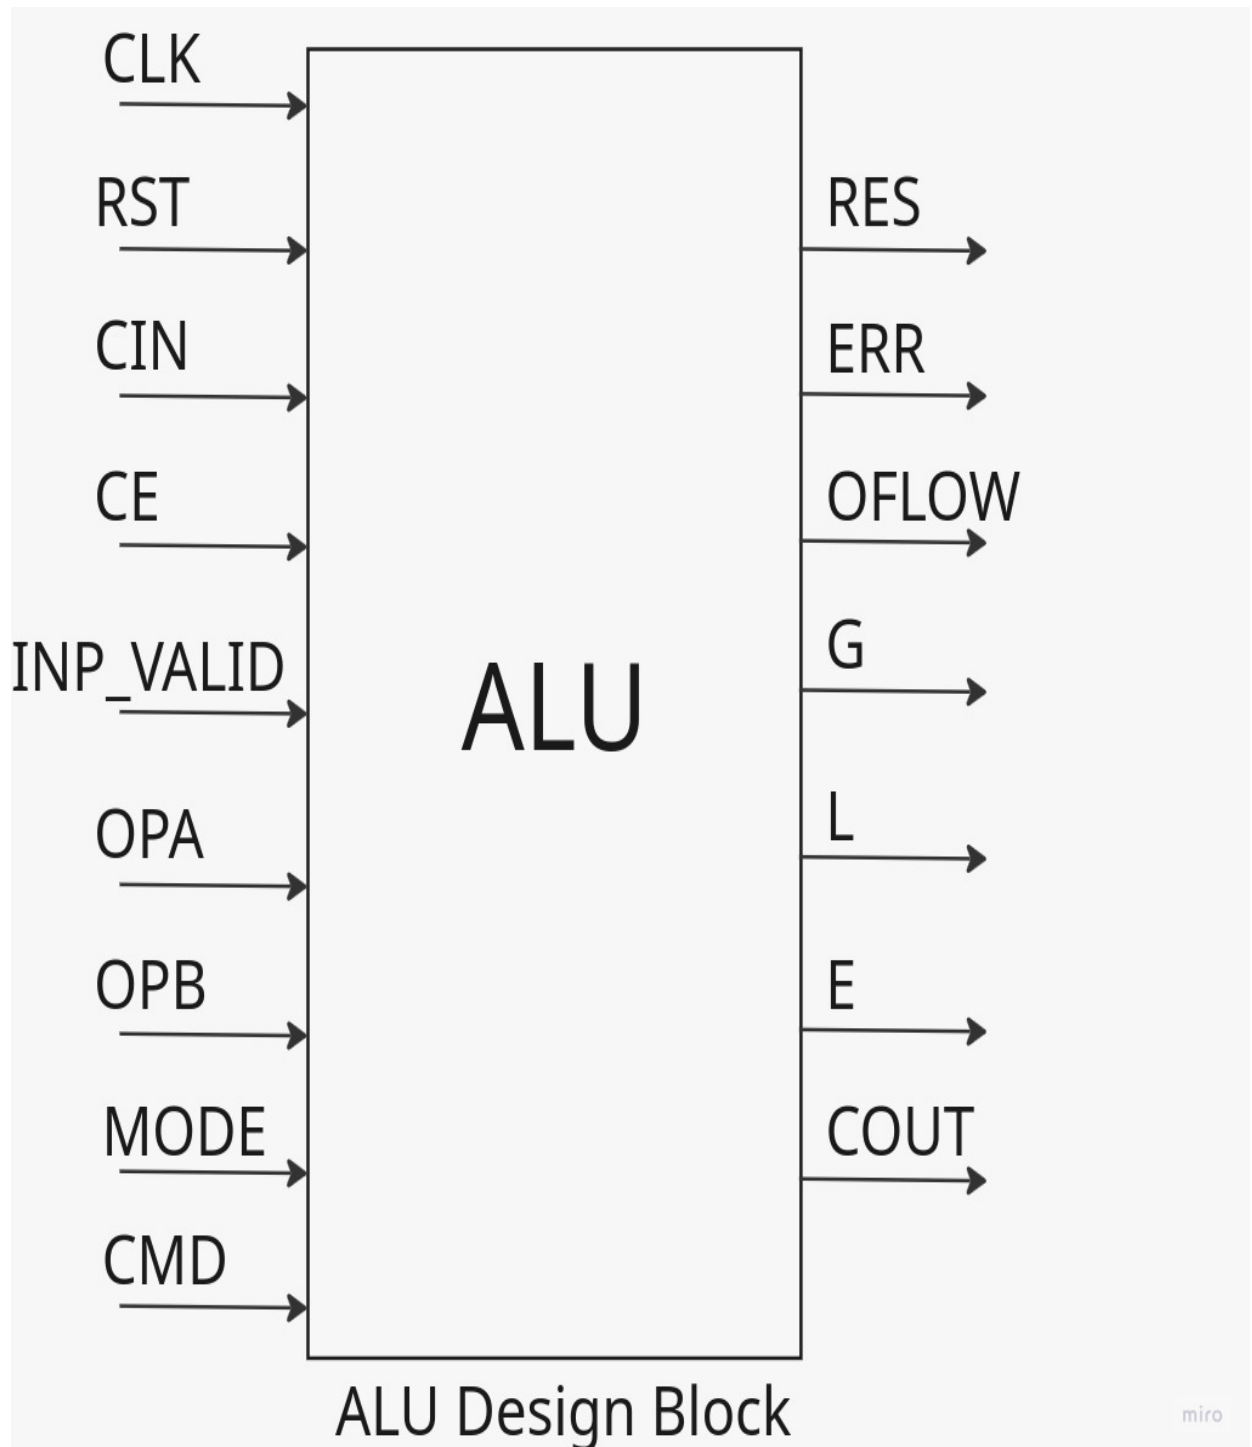 CLK
RST
CIN
CE
INP_VALID
OPA
OPB
MODE
CMD
ALU
RES
ERR
OFLOW
G
L
E
COUT
ALU Design Block
miro